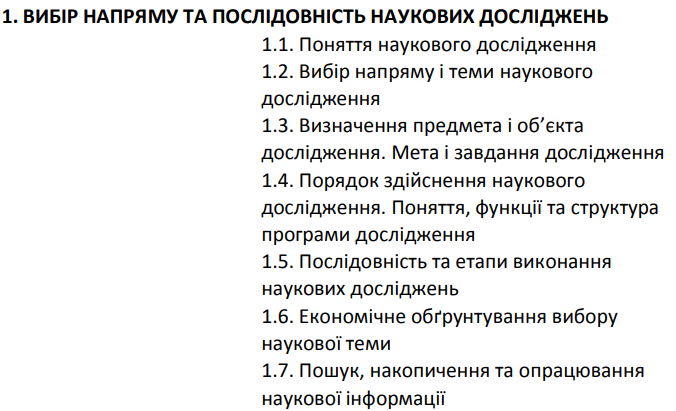 1. ВИБІР НАПРЯМУ ТА ПОСЛІДОВНІСТЬ НАУКОВИХ ДОСЛІДЖЕНЬ
1.1. Поняття наукового дослідження
1.2. Вибір напряму і теми наукового
дослідження
1.3. Визначення предмета і об’єкта
дослідження. Мета і завдання дослідження
1.4. Порядок здійснення наукового
дослідження. Поняття, функції та структура
програми дослідження
1.5. Послідовність та етапи виконання
наукових досліджень
1.6. Економічне обґрунтування вибору
наукової теми
1.7. Пошук, накопичення та опрацювання
наукової інформації